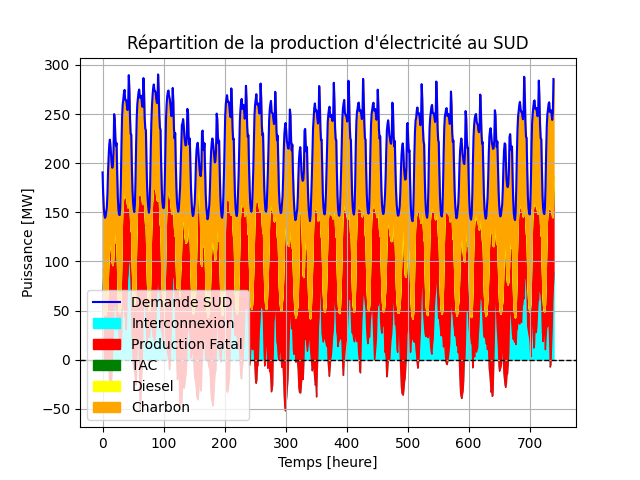 Répartition de la production d'électricité au SUD
Puissance [MW]
300
250
200
150
100
50
0
−50
Demande SUD
Interconnexion
Production Fatal
TAC
Diesel
Charbon
0 100 200 300 400 500 600 700
Temps [heure]